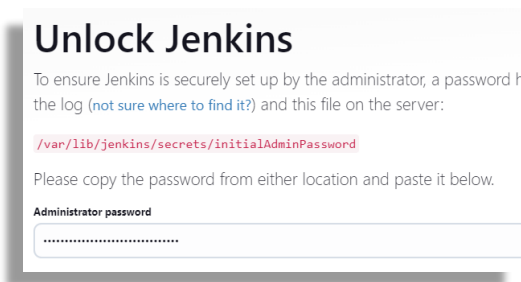 Unlock Jenkins
To ensure Jenkins is securely set up by the administrator, a password h
the log (not sure where to find it?) and this file on the server:
/var/lib/jenkins/secrets/initialAdminPassword
Please copy the password from either location and paste it below.
Administrator password